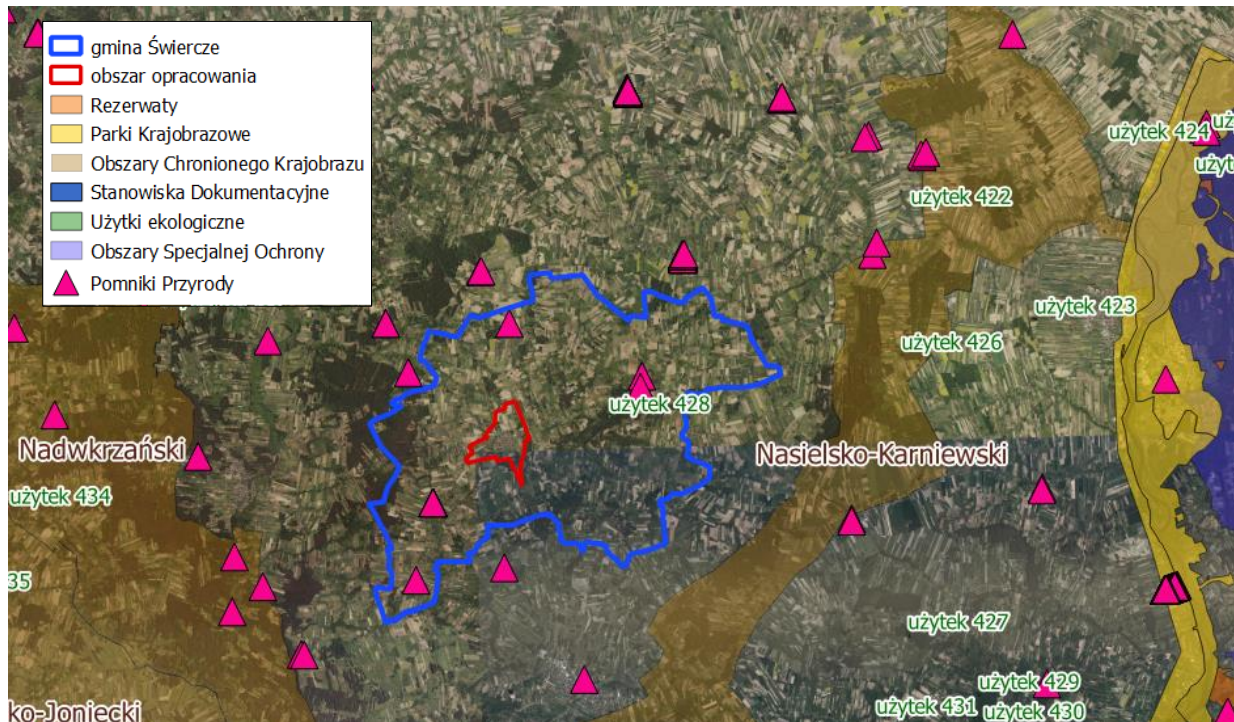 gmina Świercze
obszar opracowania
Rezerwaty
Parki Krajobrazowe
Obszary Chronionego Krajobrazu
Stanowiska Dokumentacyjne
Użytki ekologiczne
Obszary Specjalnej Ochrony
Pomniki Przyrody
użytek 424
użytek 422
użytek 423
użytek 426
użytek 428
Nadwkrzański
Nasielsko-Karniewski
użytek 434
35
użytek 427
użytek 429
użytek 431
użytek 430
ko-Joniecki